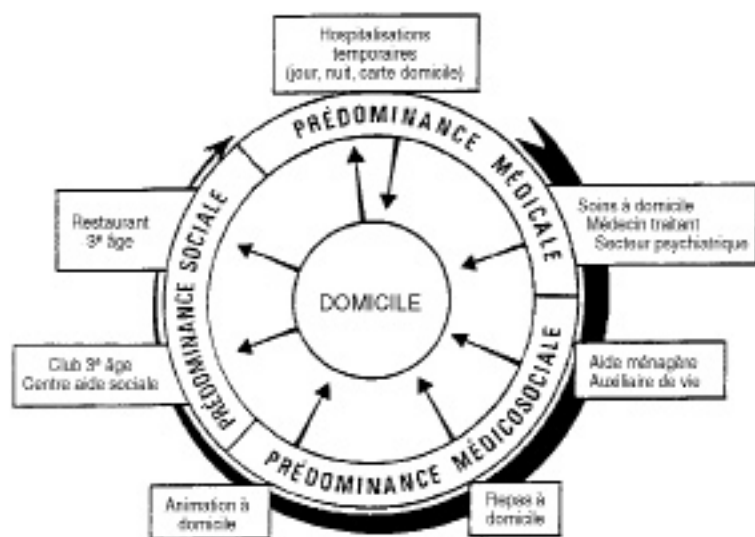 Hospitalisations
temporaires
(jour, nuit, carte domicile)
PRÉDOMINANCE MÉDICALE
Restaurant
3e âge
PRÉDOMINANCE SOCIALE
Soins à domicile
Médecin traitant
Secteur psychiatrique
DOMICILE
Club 3e âge
Centre aide sociale
Aide ménagère
Auxiliaire de vie
PRÉDOMINANCE MÉDICOSOCIALE
Animation à
domicile
Repas à
domicile